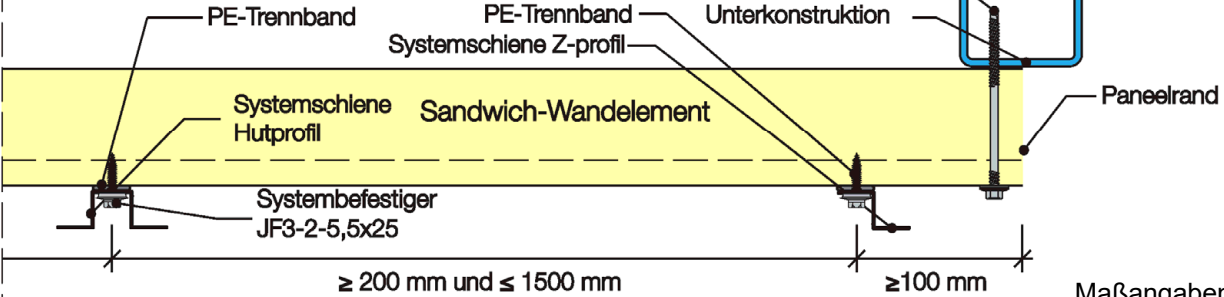 PE-Trennband
PE-Trennband
Unterkonstruktion
Systemschiene Z-profil
Systemschiene
Hutprofil
Sandwich-Wandelement
Paneelrand
Systembefestiger
JF3-2-5,5x25
≥ 200 mm und ≤ 1500 mm
≥100 mm
Maßangaben